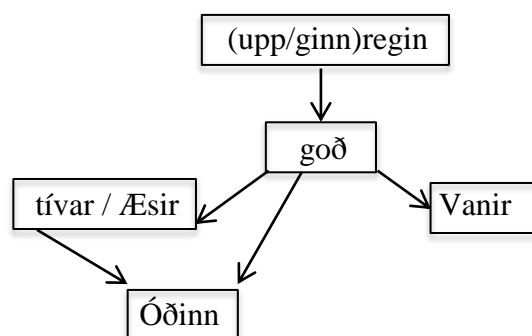 (upp/ginn)regin
goð
tívar / Æsir
Vanir
Óðinn